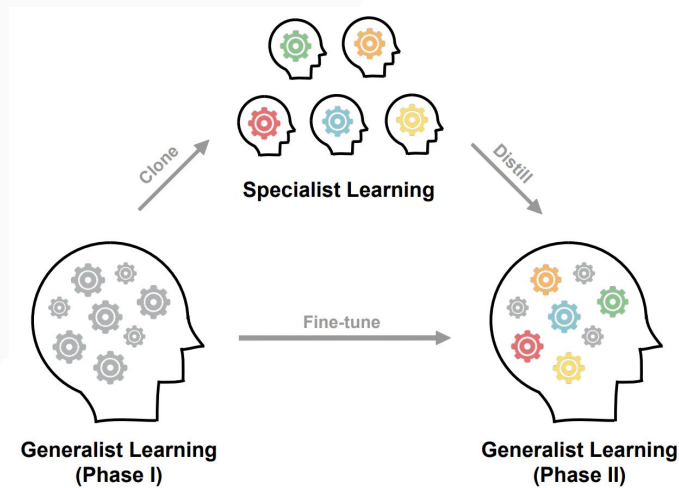 Clone
Distill
Specialist Learning
Fine-tune
Generalist Learning
(Phase I)
Generalist Learning
(Phase II)